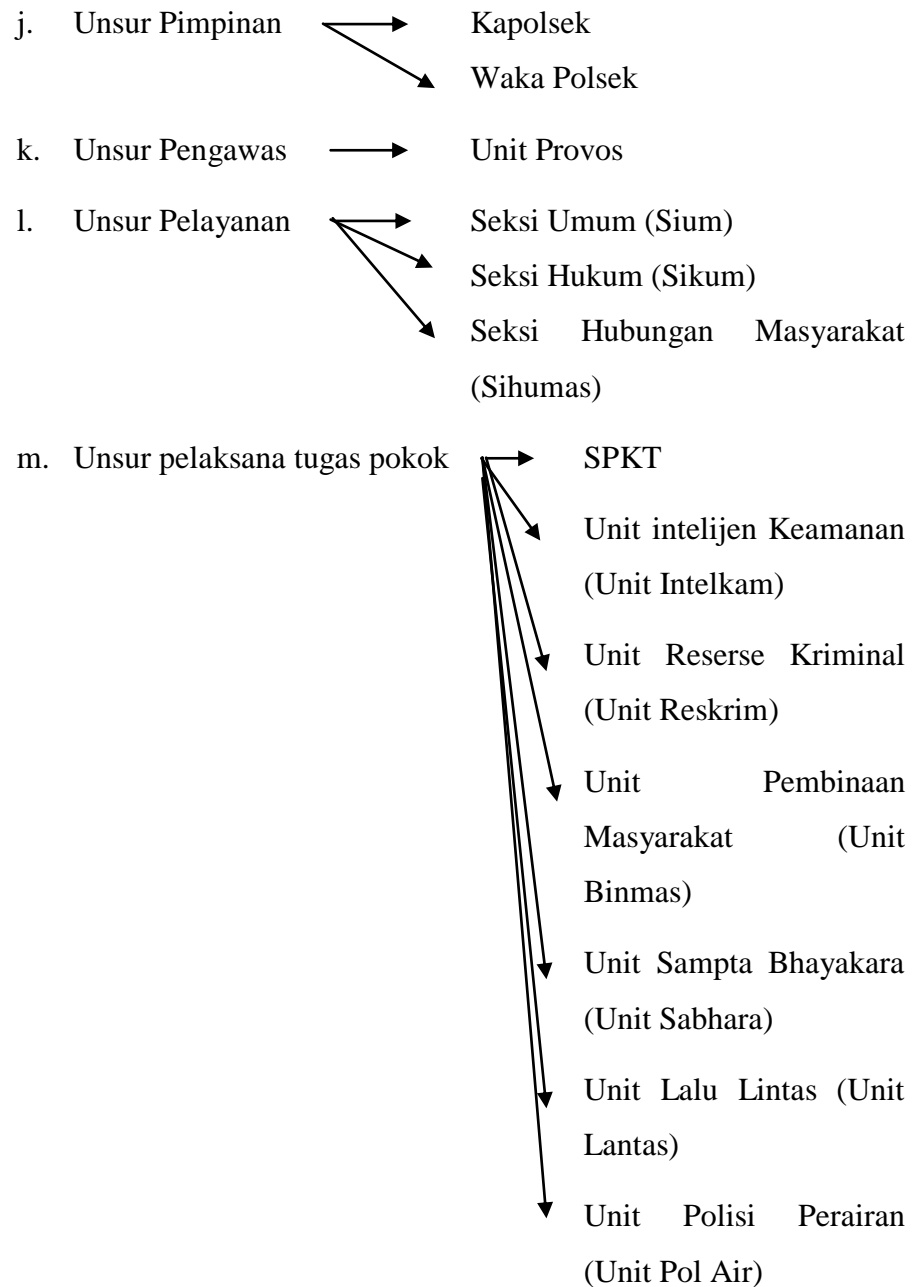 j. Unsur Pimpinan Kapolsek
Waka Polsek
k. Unsur Pengawas Unit Provos
l. Unsur Pelayanan Seksi Umum (Sium)
Seksi Hukum (Sikum)
Seksi Hubungan Masyarakat
(Sihumas)
m. Unsur pelaksana tugas pokok SPKT
Unit intelijen Keamanan
(Unit Intelkam)
Unit Reserse Kriminal
(Unit Reskrim)
Unit Pembinaan
Masyarakat (Unit
Binmas)
Unit Sampta Bhayakara
(Unit Sabhara)
Unit Lalu Lintas (Unit
Lantas)
Unit Polisi Perairan
(Unit Pol Air)